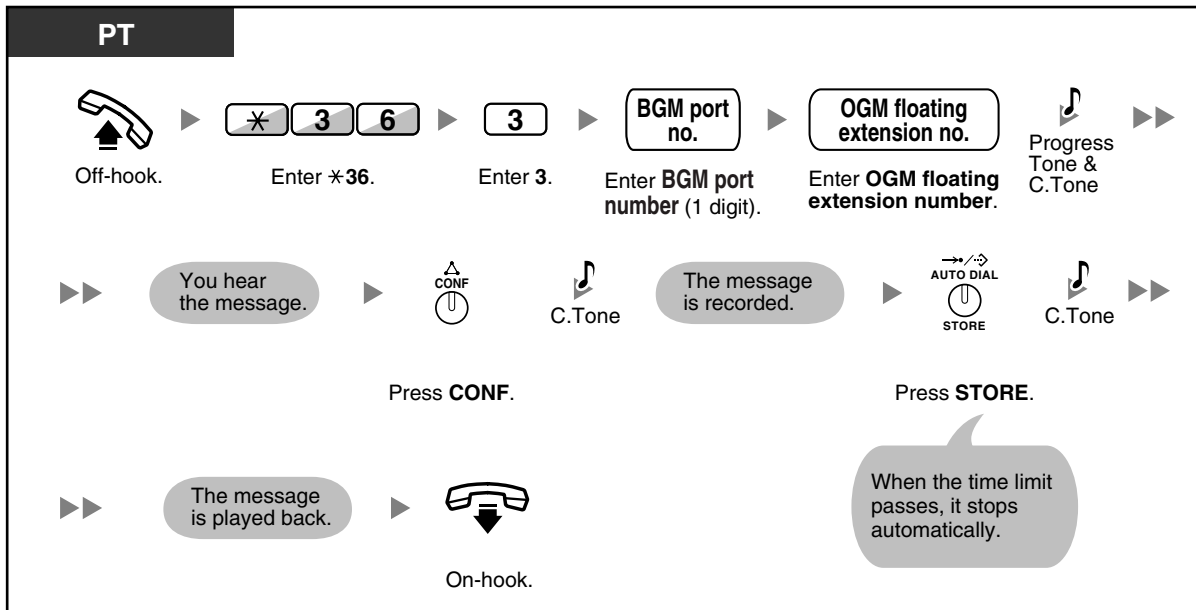 PT
✳ 3 6
3
BGM port
no.
OGM floating
extension no.
Progress
Tone &
C.Tone
Off-hook.
Enter ✳36.
Enter 3.
Enter BGM port
number (1 digit).
Enter OGM floating
extension number.
You hear
the message.
CONF
C.Tone
The message
is recorded.
AUTO DIAL
STORE
C.Tone
Press CONF.
Press STORE.
The message
is played back.
When the time limit
passes, it stops
automatically.
On-hook.